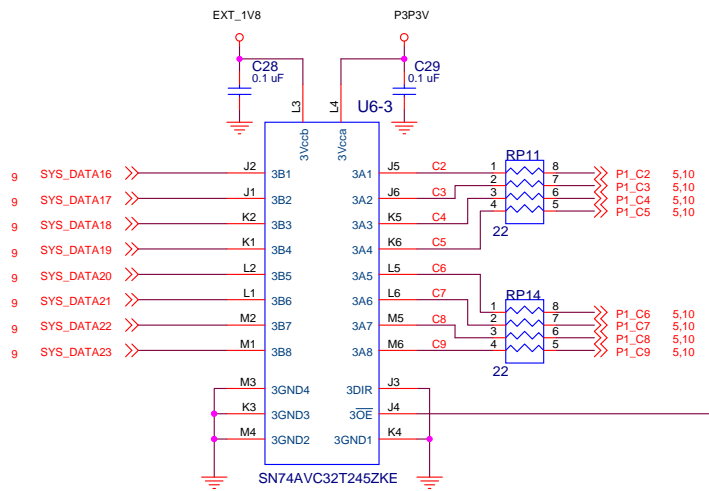 EXT_1V8 P3P3V
C28 0.1 uF C29 0.1 uF
L3 L4 U6-3
3Vccb 3Vcca
RP11
9 SYS_DATA16 J2 3B1 3A1 J5 C2 1 8 P1_C2 5,10
9 SYS_DATA17 J1 3B2 3A2 J6 C3 2 7 P1_C3 5,10
9 SYS_DATA18 K2 3B3 3A3 K5 C4 3 6 P1_C4 5,10
9 SYS_DATA19 K1 3B4 3A4 K6 C5 4 5 P1_C5 5,10
22
9 SYS_DATA20 L2 3B5 3A5 L5 C6
RP14
9 SYS_DATA21 L1 3B6 3A6 L6 C7 1 8 P1_C6 5,10
2 7 P1_C7 5,10
9 SYS_DATA22 M2 3B7 3A7 M5 C8 3 6 P1_C8 5,10
9 SYS_DATA23 M1 3B8 3A8 M6 C9 4 5 P1_C9 5,10
22
M3 3GND4 3DIR J3
K3 3GND3 3OE J4
M4 3GND2 3GND1 K4
SN74AVC32T245ZKE